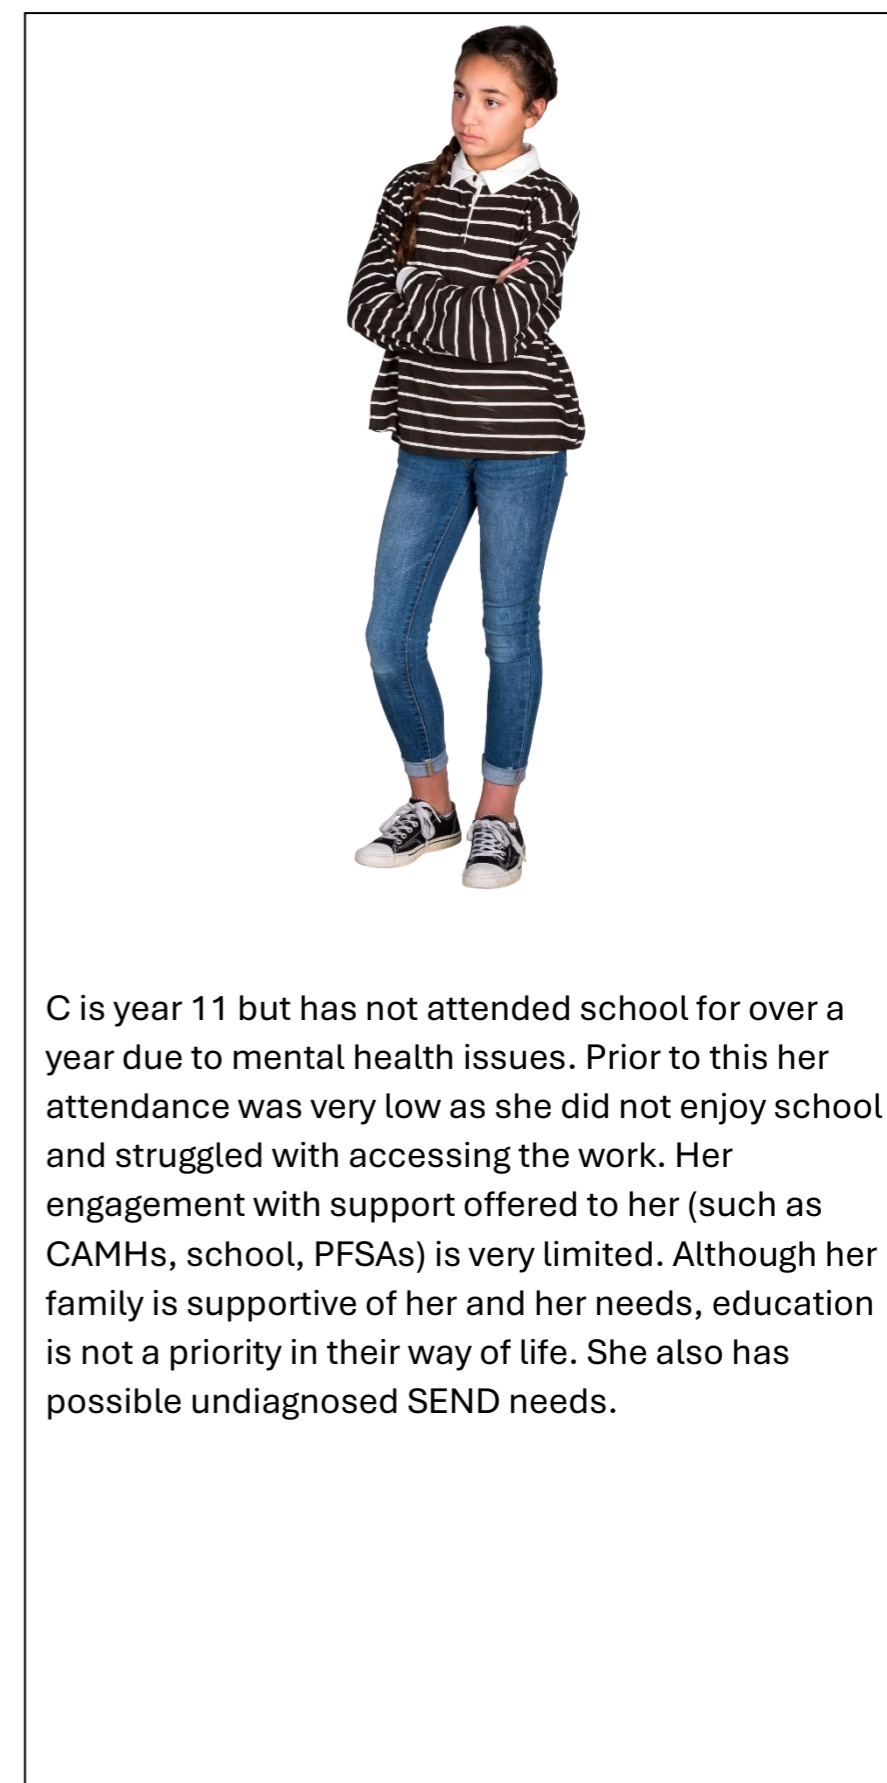 C is year 11 but has not attended school for over a
year due to mental health issues. Prior to this her
attendance was very low as she did not enjoy school
and struggled with accessing the work. Her
engagement with support offered to her (such as
CAMHs, school, PFSAs) is very limited. Although her
family is supportive of her and her needs, education
is not a priority in their way of life. She also has
possible undiagnosed SEND needs.